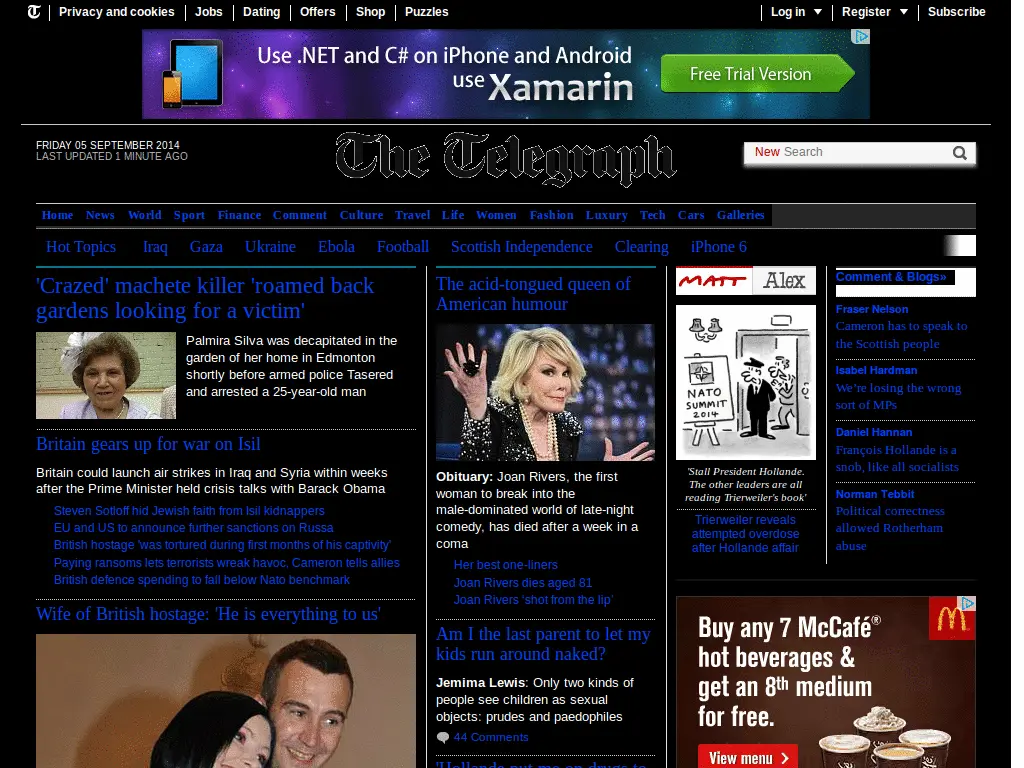 Privacy and cookies Jobs Dating Offers Shop Puzzles Log in Register Subscribe
Use .NET and C# on iPhone and Android
use Xamarin
Free Trial Version
FRIDAY 05 SEPTEMBER 2014
LAST UPDATED 1 MINUTE AGO
The Telegraph
New Search
Home News World Sport Finance Comment Culture Travel Life Women Fashion Luxury Tech Cars Galleries
Hot Topics Iraq Gaza Ukraine Ebola Football Scottish Independence Clearing iPhone 6
'Crazed' machete killer 'roamed back
gardens looking for a victim'
Palmira Silva was decapitated in the
garden of her home in Edmonton
shortly before armed police Tasered
and arrested a 25-year-old man
Britain gears up for war on Isil
Britain could launch air strikes in Iraq and Syria within weeks
after the Prime Minister held crisis talks with Barack Obama
Steven Sotloff hid Jewish faith from Isil kidnappers
EU and US to announce further sanctions on Russa
British hostage 'was tortured during first months of his captivity'
Paying ransoms lets terrorists wreak havoc, Cameron tells allies
British defence spending to fall below Nato benchmark
Wife of British hostage: 'He is everything to us'
The acid-tongued queen of
American humour
Obituary: Joan Rivers, the first
woman to break into the
male-dominated world of late-night
comedy, has died after a week in a
coma
Her best one-liners
Joan Rivers dies aged 81
Joan Rivers 'shot from the lip'
Am I the last parent to let my
kids run around naked?
Jemima Lewis: Only two kinds of
people see children as sexual
objects: prudes and paedophiles
44 Comments
'Hollande put me on drugs to
MATT Alex
NATO
SUMMIT
2014
'Stall President Hollande.
The other leaders are all
reading Trierweiler's book'
Trierweiler reveals
attempted overdose
after Hollande affair
Comment & Blogs»
Fraser Nelson
Cameron has to speak to
the Scottish people
Isabel Hardman
We're losing the wrong
sort of MPs
Daniel Hannan
François Hollande is a
snob, like all socialists
Norman Tebbit
Political correctness
allowed Rotherham
abuse
Buy any 7 McCafé®
hot beverages &
get an 8th medium
for free.
View menu